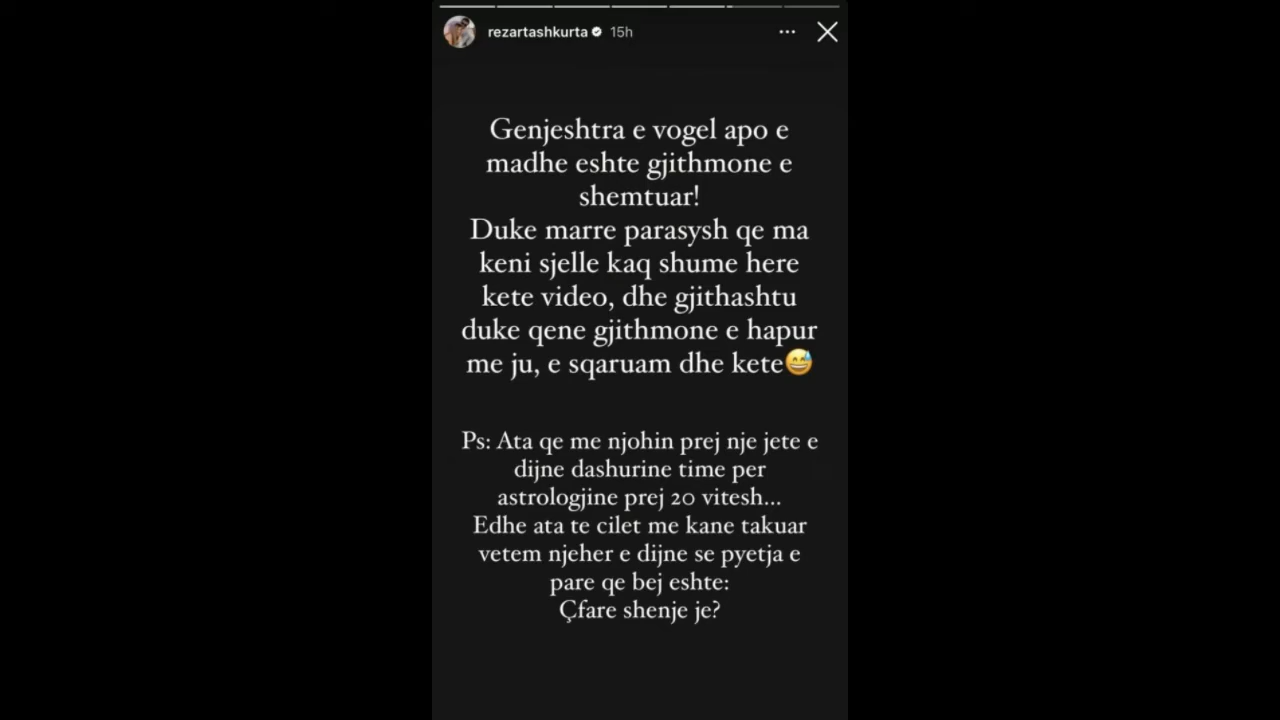 rezartashkurta 15h
Genjeshtra e vogel apo e
madhe eshte gjithmone e
shemtuar!
Duke marre parasysh qe ma
keni sjelle kaq shume here
kete video, dhe gjithashtu
duke qene gjithmone e hapur
me ju, e sqaruam dhe kete😅
Ps: Ata qe me njohin prej nje jete e
dijne dashurine time per
astrologjine prej 20 vitesh...
Edhe ata te cilet me kane takuar
vetem njeher e dijne se pyetja e
pare qe bej eshte:
Çfare shenje je?